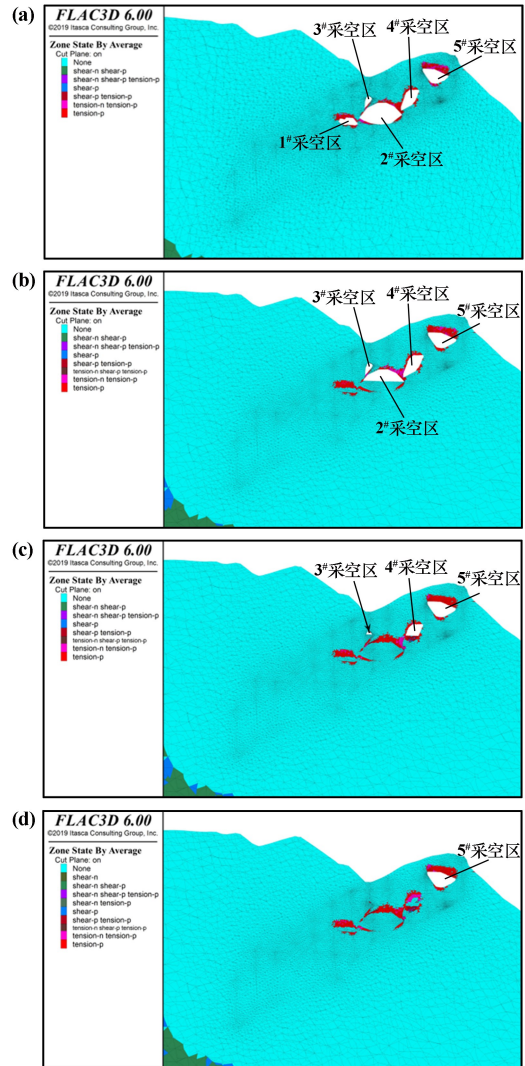 (a)
FLAC3D 6.00
©2019 Itasca Consulting Group, Inc.
Zone State By Average
Cut Plane: on
None
shear-n shear-p
shear-n shear-p tension-p
shear-p
shear-p tension-p
tension-n tension-p
tension-p
3#采空区
4#采空区
5#采空区
1#采空区
2#采空区
(b)
FLAC3D 6.00
©2019 Itasca Consulting Group, Inc.
Zone State By Average
Cut Plane: on
None
shear-n shear-p
shear-n shear-p tension-p
shear-p
shear-p tension-p
tension-n shear-p tension-p
tension-n tension-p
tension-p
3#采空区
4#采空区
5#采空区
2#采空区
(c)
FLAC3D 6.00
©2019 Itasca Consulting Group, Inc.
Zone State By Average
Cut Plane: on
None
shear-n shear-p
shear-n shear-p tension-p
shear-p
shear-p tension-p
tension-n shear-p tension-p
tension-n tension-p
tension-p
3#采空区
4#采空区
5#采空区
(d)
FLAC3D 6.00
©2019 Itasca Consulting Group, Inc.
Zone State By Average
Cut Plane: on
None
shear-n
shear-n shear-p
shear-n shear-p tension-p
shear-n tension-p
shear-p
shear-p tension-p
tension-n shear-p tension-p
tension-n tension-p
tension-p
5#采空区